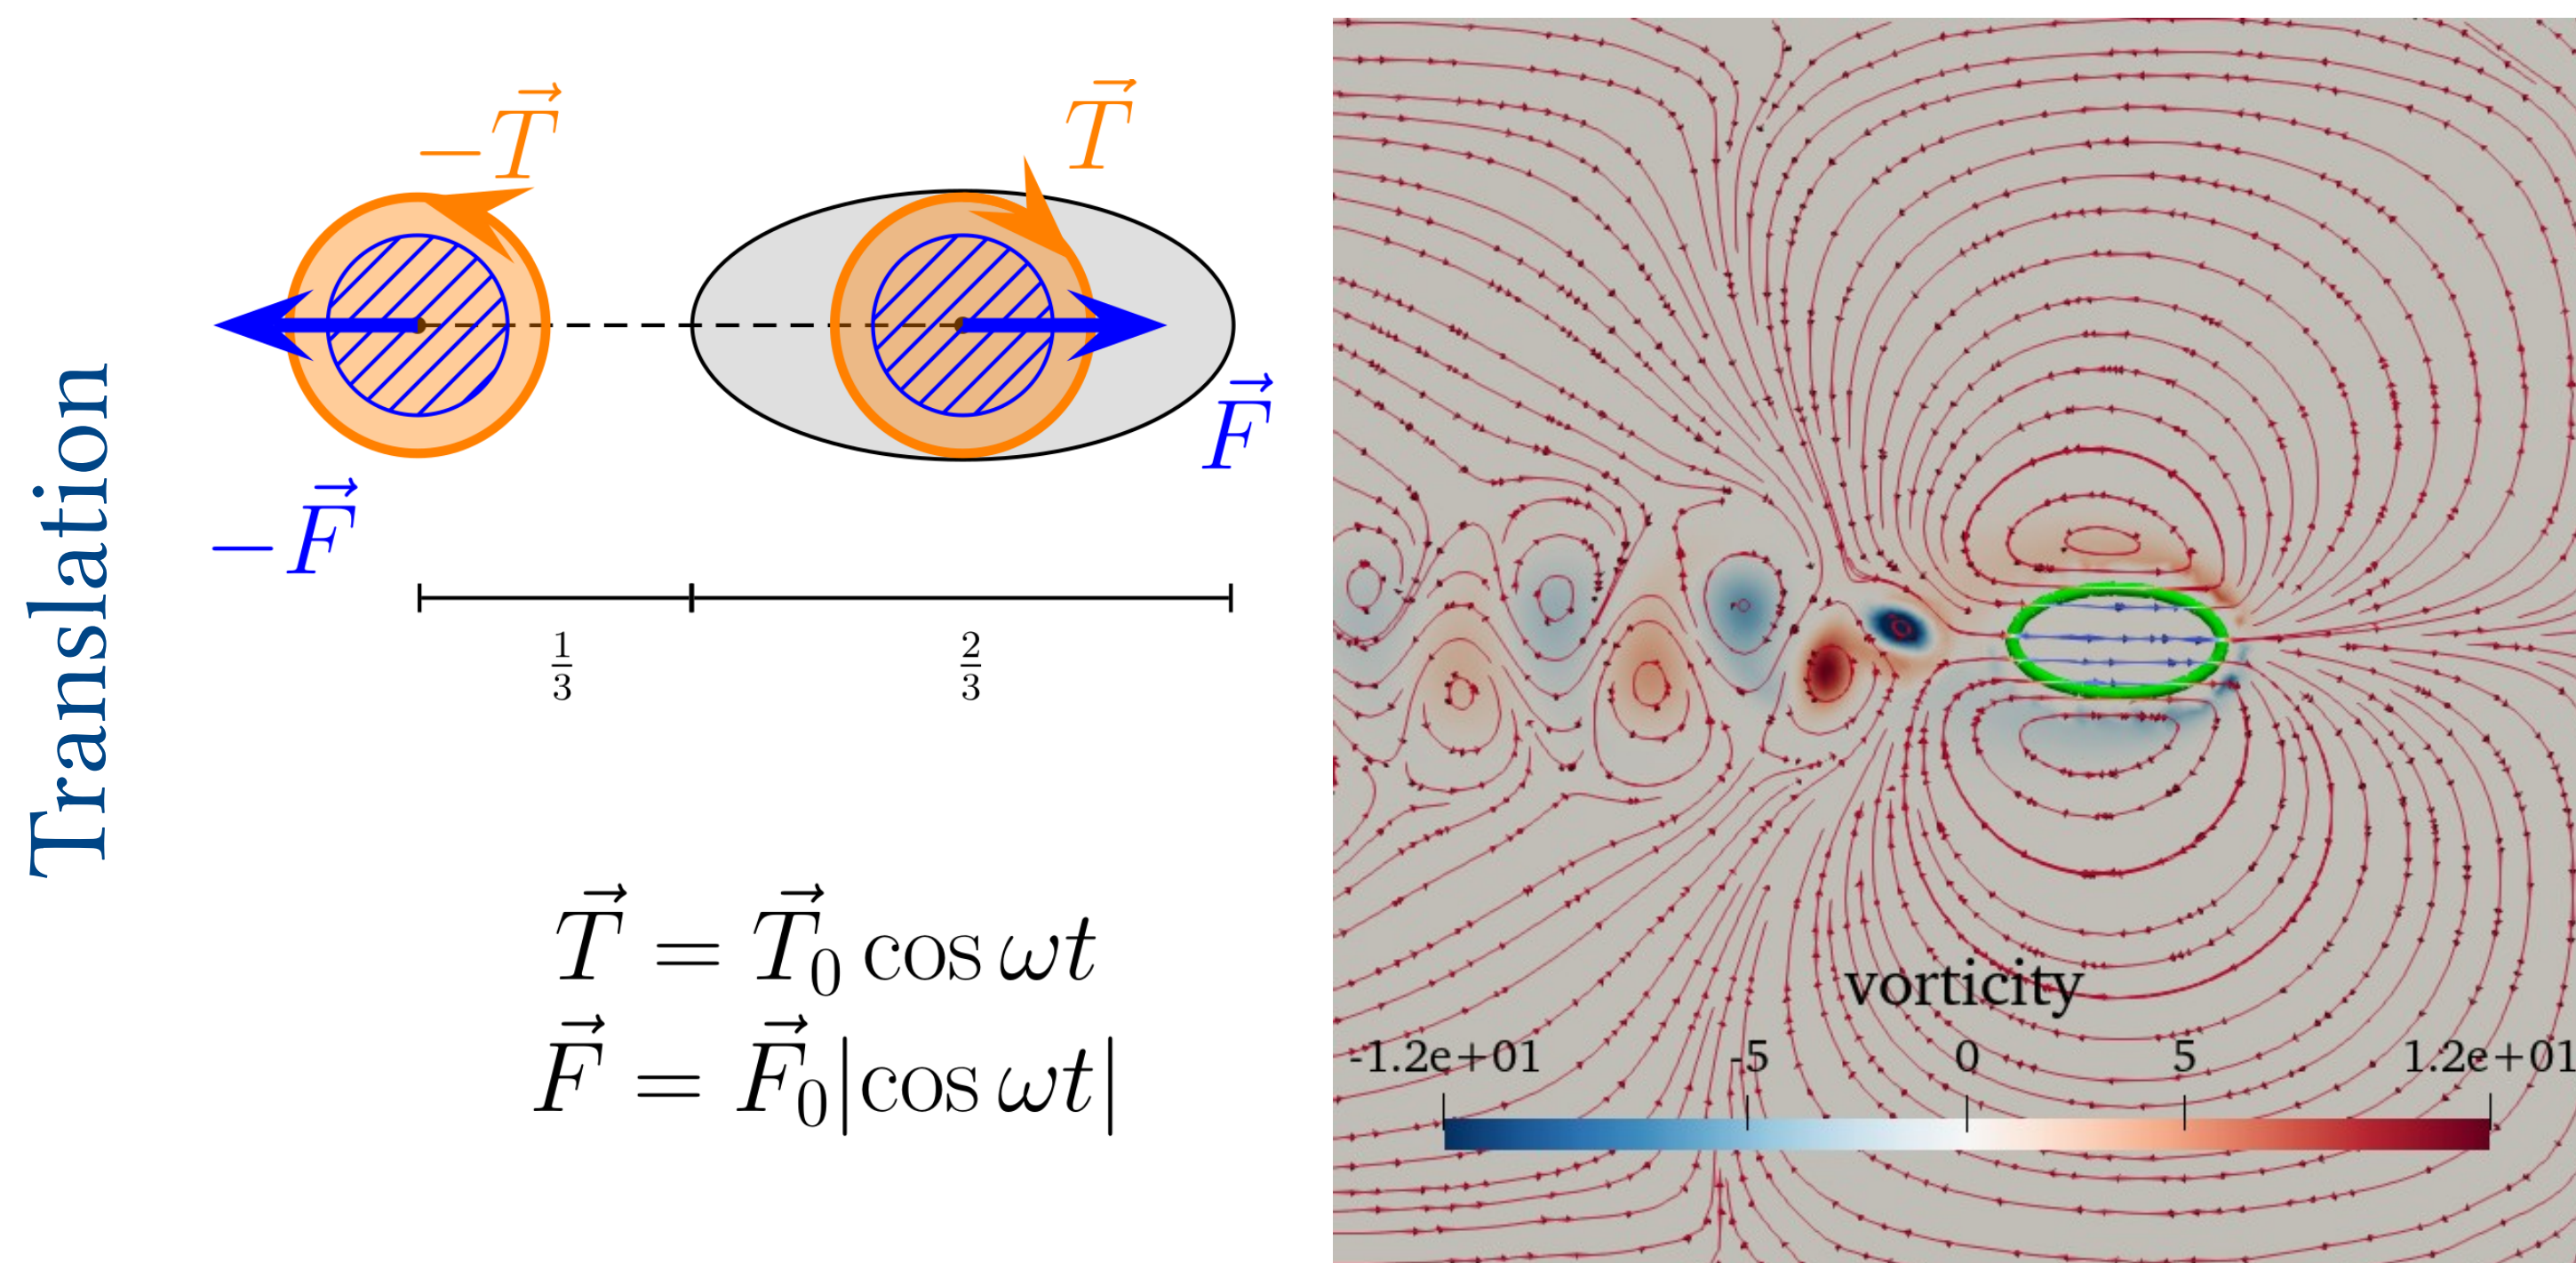 Translation
−T⃗
T⃗
F⃗
−F⃗
1/3
2/3
T⃗ = T⃗₀ cos ωt
F⃗ = F⃗₀|cos ωt|
vorticity
-1.2e+01 -5 0 5 1.2e+01